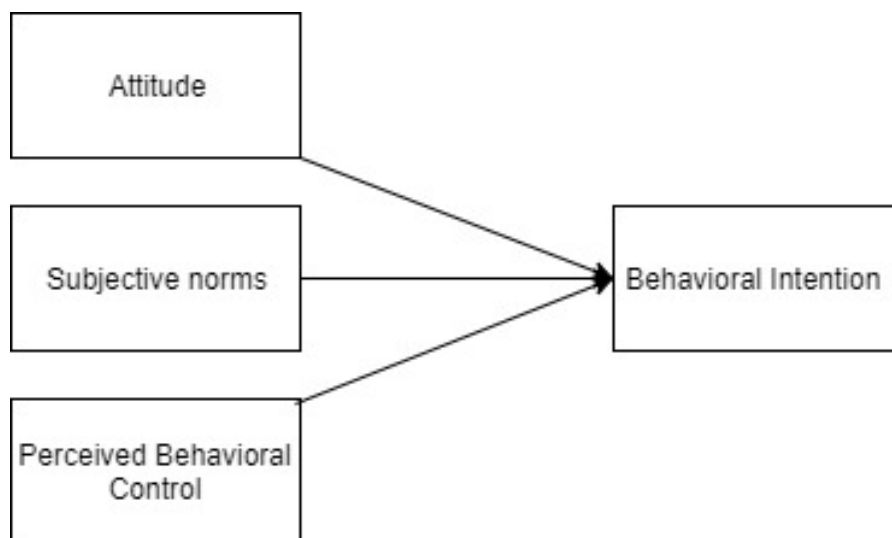 Attitude
Subjective norms
Behavioral Intention
Perceived Behavioral
Control